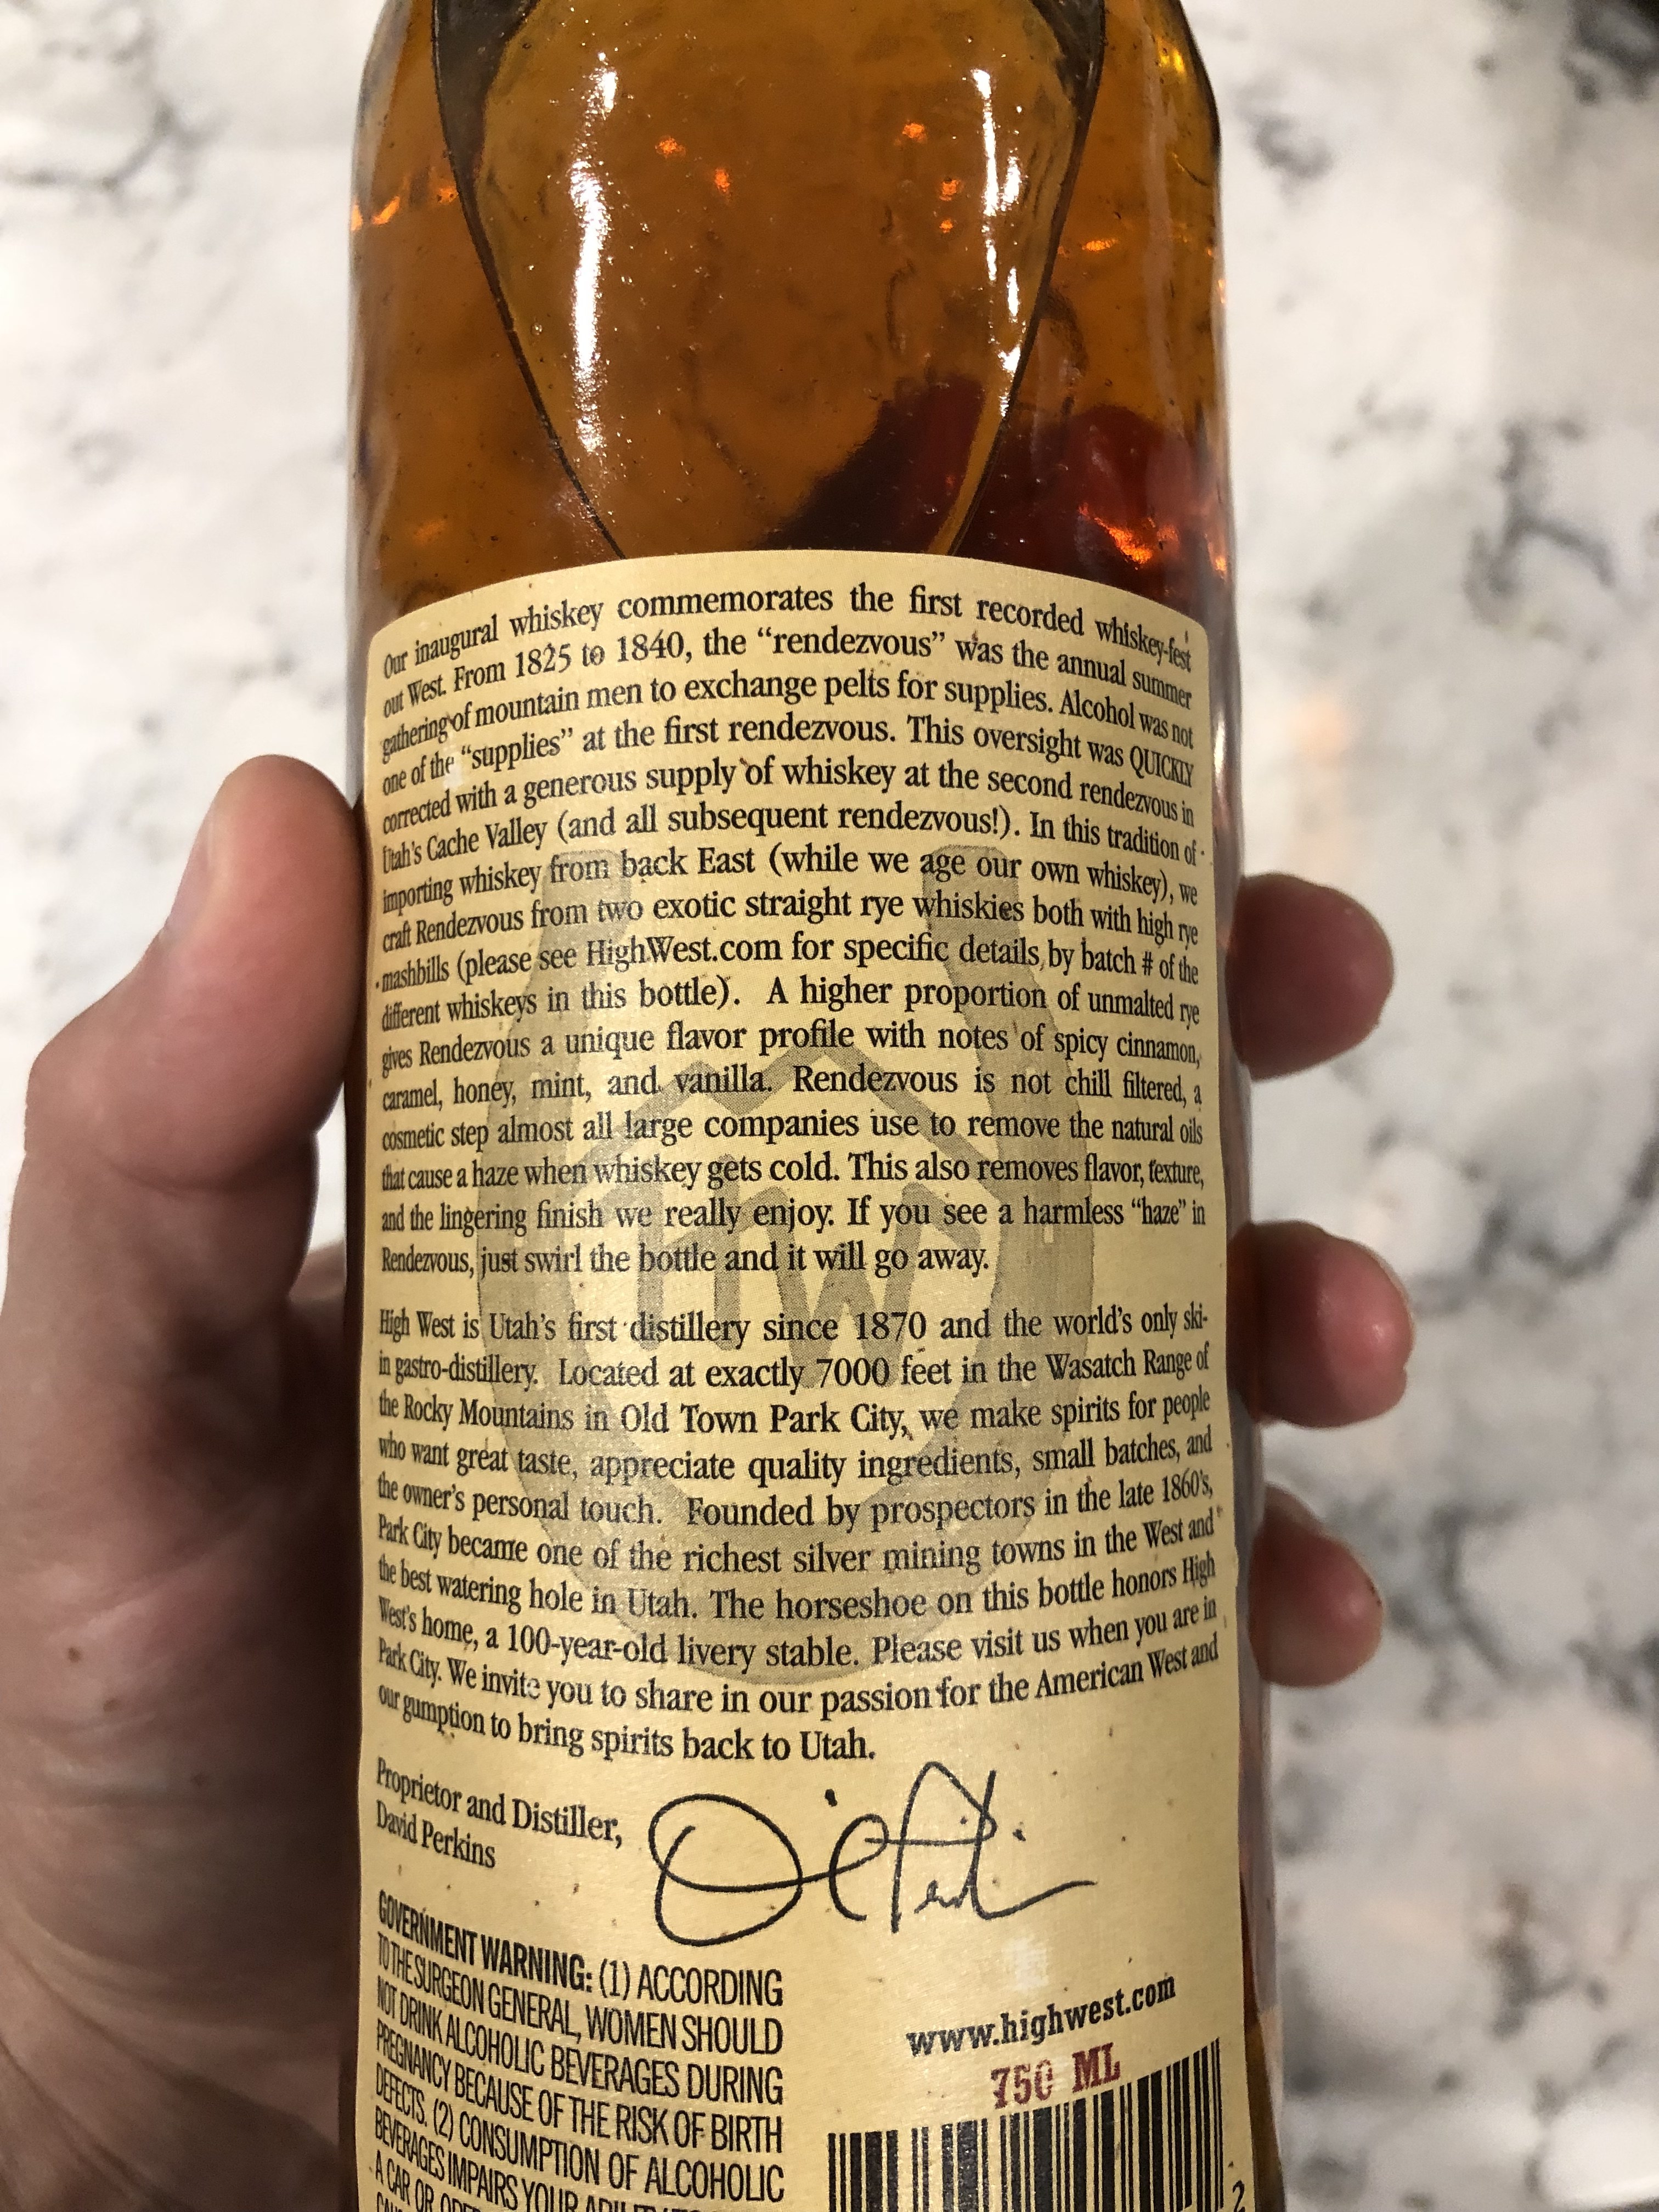 Our inaugural whiskey commemorates the first recorded whiskey-fest
out West. From 1825 to 1840, the “rendezvous” was the annual summer
gathering of mountain men to exchange pelts for supplies. Alcohol was not
one of the “supplies” at the first rendezvous. This oversight was QUICKLY
corrected with a generous supply of whiskey at the second rendezvous in
Utah's Cache Valley (and all subsequent rendezvous!). In this tradition of
importing whiskey from back East (while we age our own whiskey), we
craft Rendezvous from two exotic straight rye whiskies both with high rye
mashbills (please see HighWest.com for specific details, by batch # of the
different whiskeys in this bottle). A higher proportion of unmalted rye
gives Rendezvous a unique flavor profile with notes of spicy cinnamon,
caramel, honey, mint, and vanilla. Rendezvous is not chill filtered, a
cosmetic step almost all large companies use to remove the natural oils
that cause a haze when whiskey gets cold. This also removes flavor, texture,
and the lingering finish we really enjoy. If you see a harmless “haze” in
Rendezvous, just swirl the bottle and it will go away.
High West is Utah's first distillery since 1870 and the world's only ski-
in gastro-distillery. Located at exactly 7000 feet in the Wasatch Range of
the Rocky Mountains in Old Town Park City, we make spirits for people
who want great taste, appreciate quality ingredients, small batches, and
the owner's personal touch. Founded by prospectors in the late 1860's,
Park City became one of the richest silver mining towns in the West and
the best watering hole in Utah. The horseshoe on this bottle honors High
West's home, a 100-year-old livery stable. Please visit us when you are in
Park City. We invite you to share in our passion for the American West and
our gumption to bring spirits back to Utah.
Proprietor and Distiller,
David Perkins
GOVERNMENT WARNING: (1) ACCORDING
TO THE SURGEON GENERAL, WOMEN SHOULD
NOT DRINK ALCOHOLIC BEVERAGES DURING
PREGNANCY BECAUSE OF THE RISK OF BIRTH
DEFECTS. (2) CONSUMPTION OF ALCOHOLIC
BEVERAGES IMPAIRS YOUR
A CAR OR
www.highwest.com
750 ML
2
HW